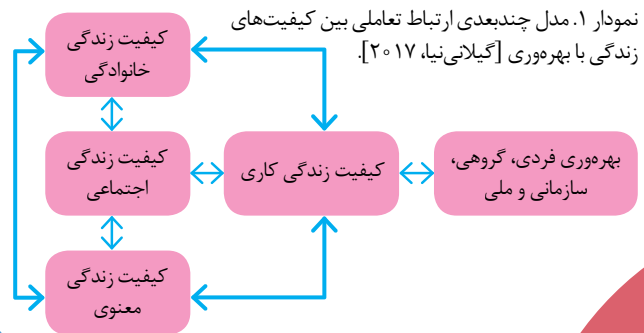 نمودار ۱. مدل چندبعدی ارتباط تعاملی بین کیفیت‌های
زندگی با بهره‌وری [گیلانی‌نیا، ۲۰۱۷].
کیفیت زندگی
خانوادگی
بهره‌وری فردی، گروهی،
سازمانی و ملی
کیفیت زندگی کاری
کیفیت زندگی
اجتماعی
کیفیت زندگی
معنوی